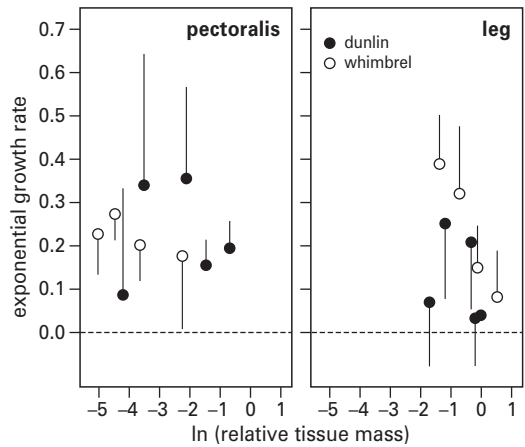 pectoralis
leg
dunlin
whimbrel
exponential growth rate
0.7
0.6
0.5
0.4
0.3
0.2
0.1
0.0
−5 −4 −3 −2 −1 0 1
−5 −4 −3 −2 −1 0 1
ln (relative tissue mass)